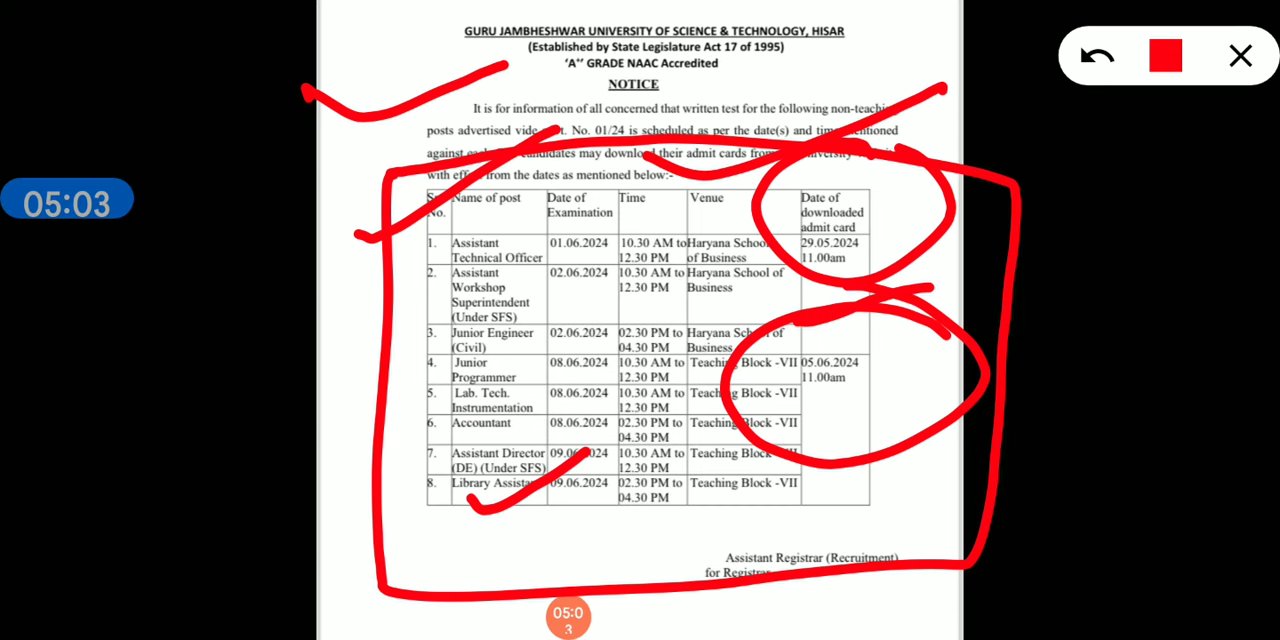 GURU JAMBHESHWAR UNIVERSITY OF SCIENCE & TECHNOLOGY, HISAR
(Established by State Legislature Act 17 of 1995)
'A'' GRADE NAAC Accredited
NOTICE
It is for information of all concerned that written test for the following non-teaching
posts advertised vide No. 01/24 is scheduled as per the date(s) and time mentioned
against candidates may download their admit cards from University
with effect from the dates as mentioned below:-
05:03
Sr. No. Name of post Date of Examination Time Venue Date of downloaded admit card
1. Assistant Technical Officer 01.06.2024 10.30 AM to 12.30 PM Haryana School of Business 29.05.2024 11.00am
2. Assistant Workshop Superintendent (Under SFS) 02.06.2024 10.30 AM to 12.30 PM Haryana School of Business
3. Junior Engineer (Civil) 02.06.2024 02.30 PM to 04.30 PM Haryana School of Business
4. Junior Programmer 08.06.2024 10.30 AM to 12.30 PM Teaching Block -VII 05.06.2024 11.00am
5. Lab. Tech. Instrumentation 08.06.2024 10.30 AM to 12.30 PM Teaching Block -VII
6. Accountant 08.06.2024 02.30 PM to 04.30 PM Teaching Block -VII
7. Assistant Director (DE) (Under SFS) 09.06.2024 10.30 AM to 12.30 PM Teaching Block -VII
8. Library Assistant 09.06.2024 02.30 PM to 04.30 PM Teaching Block -VII
Assistant Registrar (Recruitment)
for Registrar
05:03